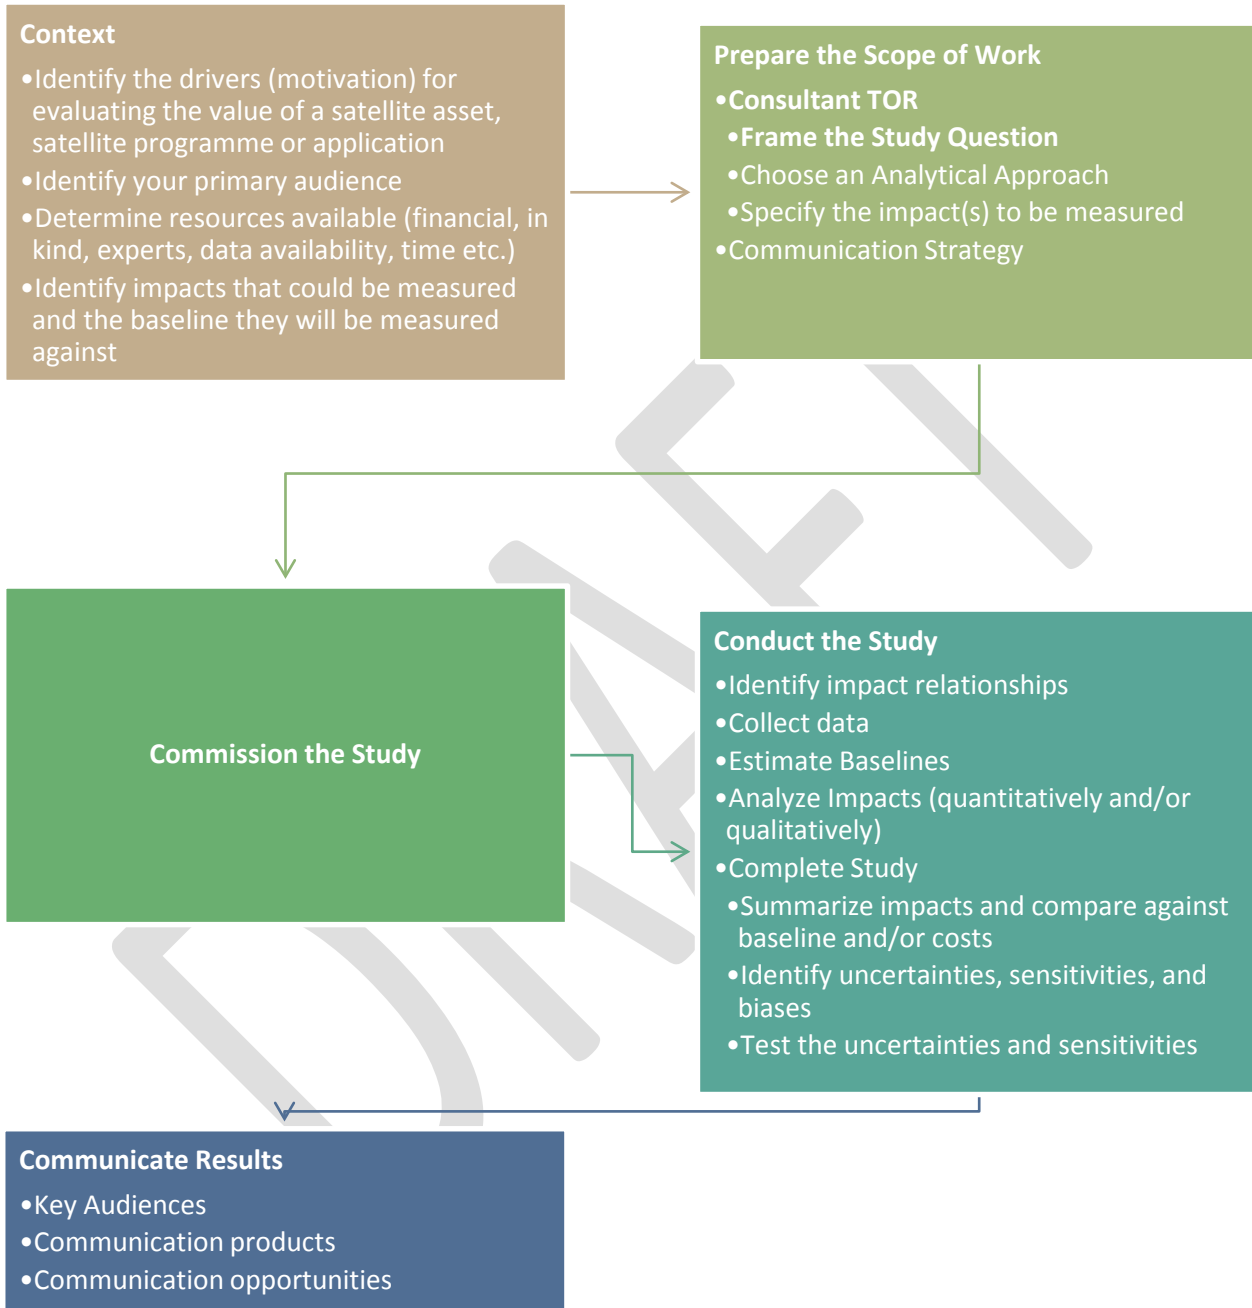 Context
•Identify the drivers (motivation) for
evaluating the value of a satellite asset,
satellite programme or application
•Identify your primary audience
•Determine resources available (financial, in
kind, experts, data availability, time etc.)
•Identify impacts that could be measured
and the baseline they will be measured
against
Prepare the Scope of Work
•Consultant TOR
•Frame the Study Question
•Choose an Analytical Approach
•Specify the impact(s) to be measured
•Communication Strategy
Commission the Study
Conduct the Study
•Identify impact relationships
•Collect data
•Estimate Baselines
•Analyze Impacts (quantitatively and/or
qualitatively)
•Complete Study
•Summarize impacts and compare against
baseline and/or costs
•Identify uncertainties, sensitivities, and
biases
•Test the uncertainties and sensitivities
Communicate Results
•Key Audiences
•Communication products
•Communication opportunities
DRAFT